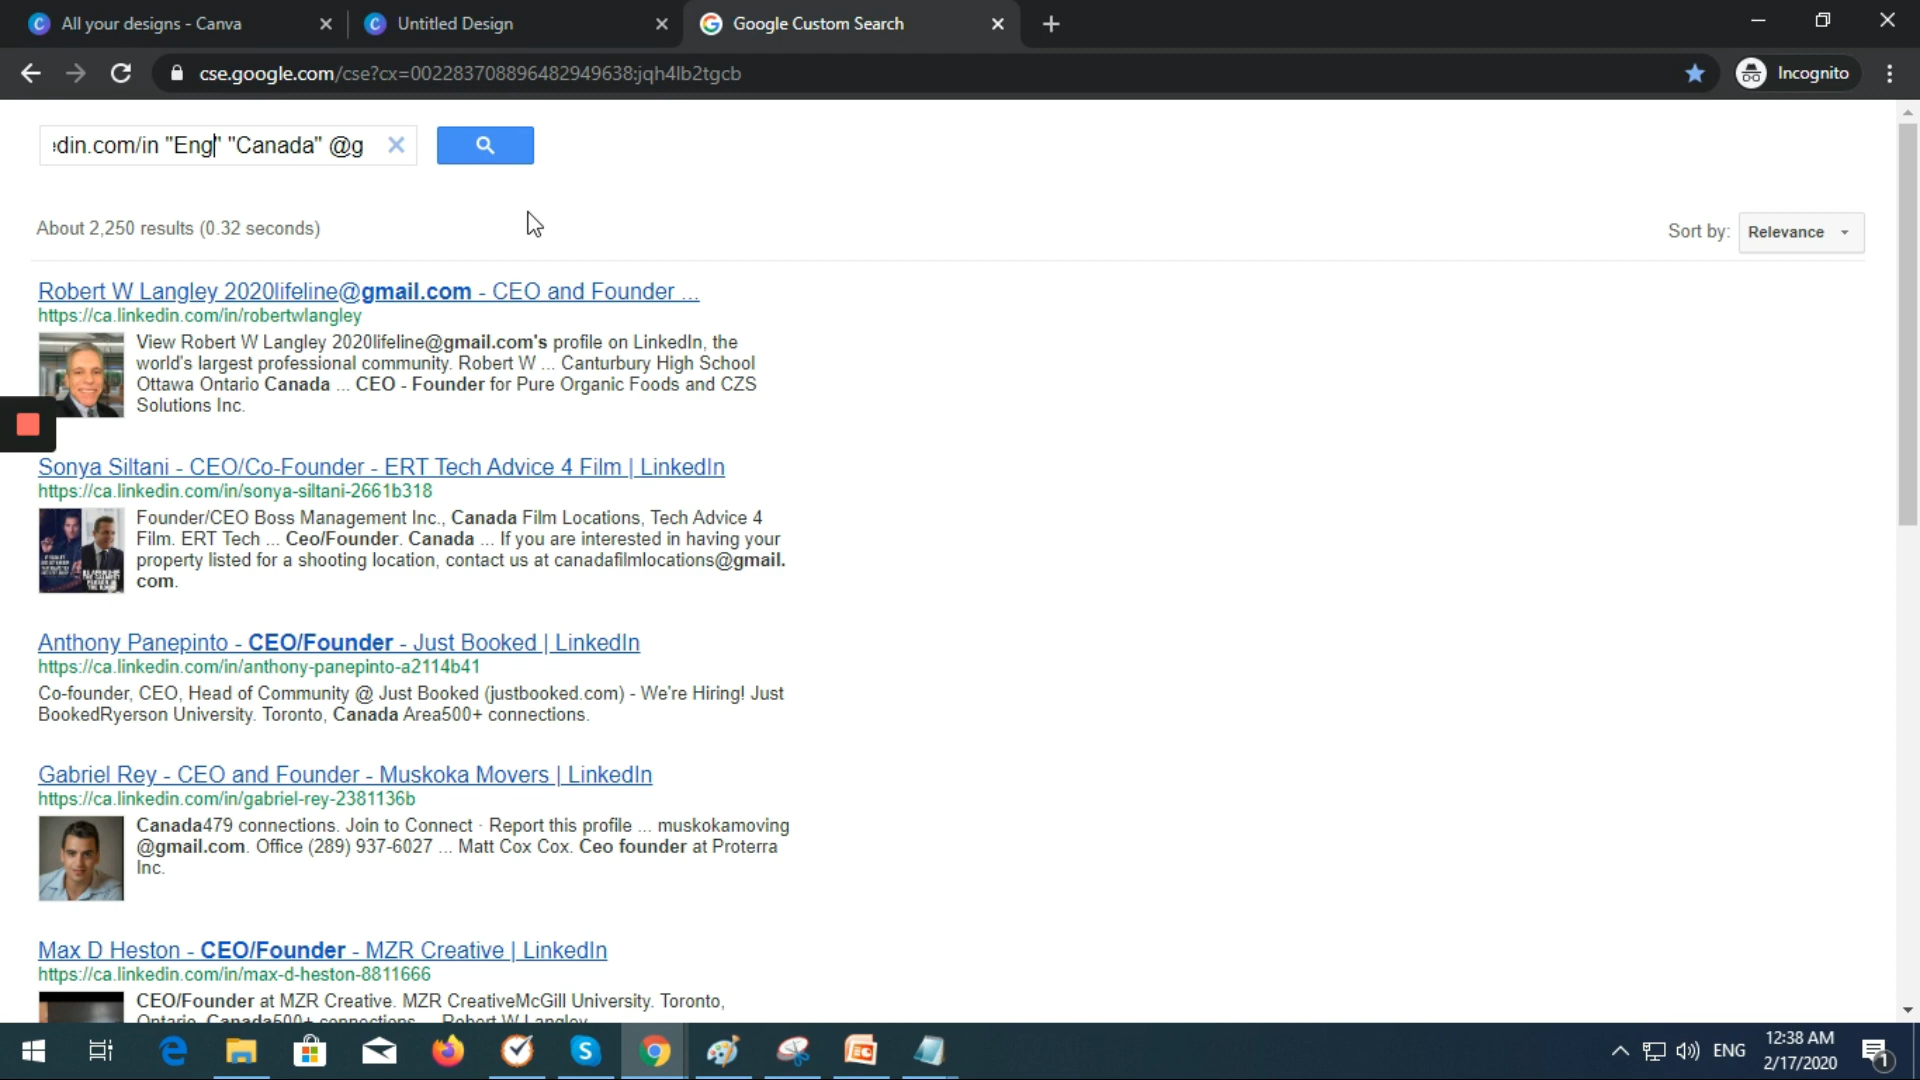 All your designs - Canva
Untitled Design
Google Custom Search
cse.google.com/cse?cx=002283708896482949638:jqh4lb2tgcb
Incognito
edin.com/in "Eng" "Canada" @g
About 2,250 results (0.32 seconds)
Sort by: Relevance
Robert W Langley 2020lifeline@gmail.com - CEO and Founder ...
https://ca.linkedin.com/in/robertwlangley
View Robert W Langley 2020lifeline@gmail.com's profile on LinkedIn, the
world's largest professional community. Robert W ... Canturbury High School
Ottawa Ontario Canada ... CEO - Founder for Pure Organic Foods and CZS
Solutions Inc.
Sonya Siltani - CEO/Co-Founder - ERT Tech Advice 4 Film | LinkedIn
https://ca.linkedin.com/in/sonya-siltani-2661b318
Founder/CEO Boss Management Inc., Canada Film Locations, Tech Advice 4
Film. ERT Tech ... Ceo/Founder. Canada ... If you are interested in having your
property listed for a shooting location, contact us at canadafilmlocations@gmail.
com.
Anthony Panepinto - CEO/Founder - Just Booked | LinkedIn
https://ca.linkedin.com/in/anthony-panepinto-a2114b41
Co-founder, CEO, Head of Community @ Just Booked (justbooked.com) - We're Hiring! Just
BookedRyerson University. Toronto, Canada Area500+ connections.
Gabriel Rey - CEO and Founder - Muskoka Movers | LinkedIn
https://ca.linkedin.com/in/gabriel-rey-2381136b
Canada479 connections. Join to Connect · Report this profile ... muskokamoving
@gmail.com. Office (289) 937-6027 ... Matt Cox Cox. Ceo founder at Proterra
Inc.
Max D Heston - CEO/Founder - MZR Creative | LinkedIn
https://ca.linkedin.com/in/max-d-heston-8811666
CEO/Founder at MZR Creative. MZR CreativeMcGill University. Toronto,
Ontario, Canada500+ connections ... Robert W Langley
ENG
12:38 AM
2/17/2020
1